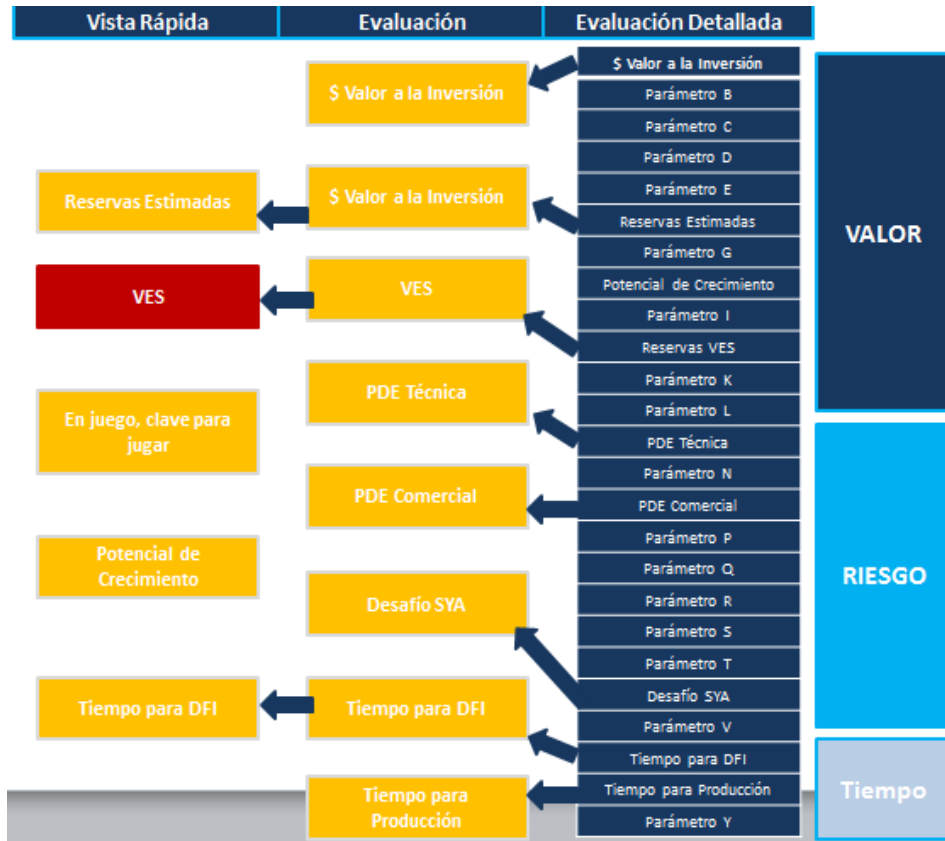 Vista Rápida
Evaluación
Evaluación Detallada
Reservas Estimadas
VES
En juego, clave para
jugar
Potencial de
Crecimiento
Tiempo para DFI
$ Valor a la Inversión
$ Valor a la Inversión
VES
PDE Técnica
PDE Comercial
Desafío SYA
Tiempo para DFI
Tiempo para
Producción
$ Valor a la Inversión
Parámetro B
Parámetro C
Parámetro D
Parámetro E
Reservas Estimadas
Parámetro G
Potencial de Crecimiento
Parámetro I
Reservas VES
Parámetro K
Parámetro L
PDE Técnica
Parámetro N
PDE Comercial
Parámetro P
Parámetro Q
Parámetro R
Parámetro S
Parámetro T
Desafío SYA
Parámetro V
Tiempo para DFI
Tiempo para Producción
Parámetro Y
VALOR
RIESGO
Tiempo